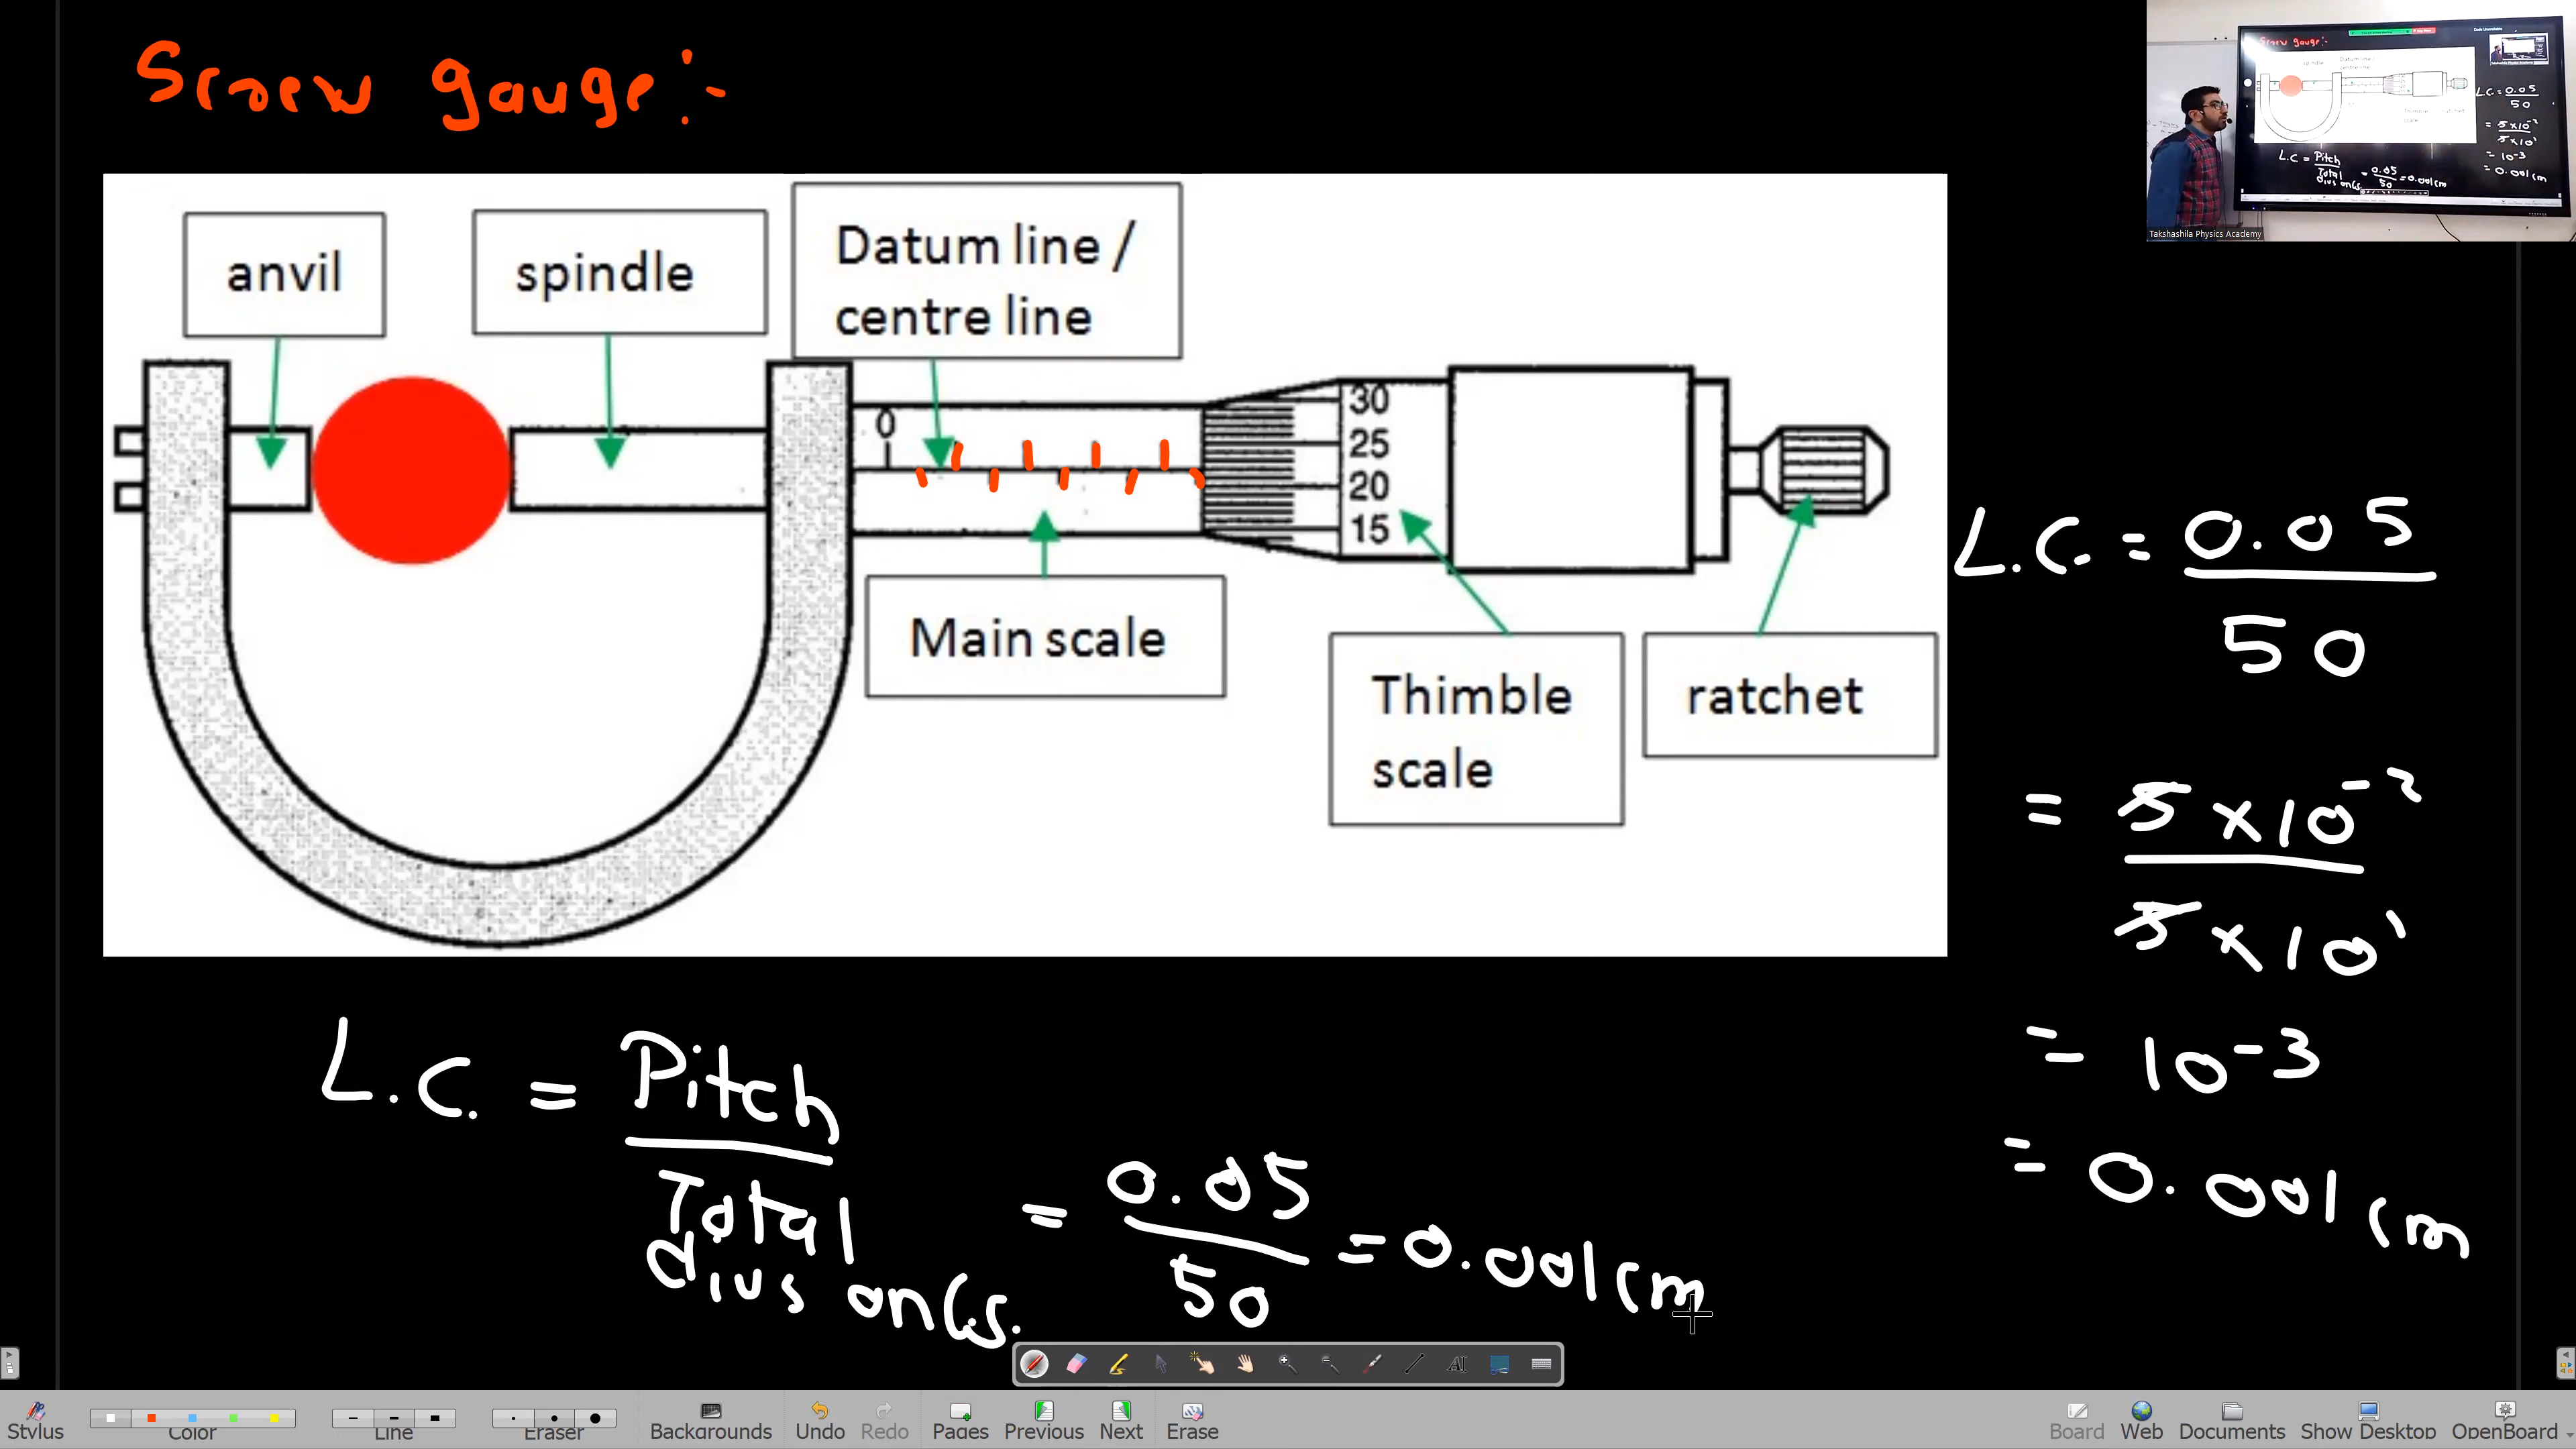 Screw gauge :-
anvil
spindle
Datum line /
centre line
0
30
25
20
15
Main scale
Thimble
scale
ratchet
L.C. = 0.05
50
= 5 × 10⁻²
5 × 10¹
= 10⁻³
= 0.001 cm
L.C. = Pitch
Total
divs on C.S.
= 0.05
50
= 0.001 cm
Takshashila Physics Academy
Stylus
Color
Line
Eraser
Backgrounds
Undo
Redo
Pages
Previous
Next
Erase
Board
Web
Documents
Show Desktop
OpenBoard